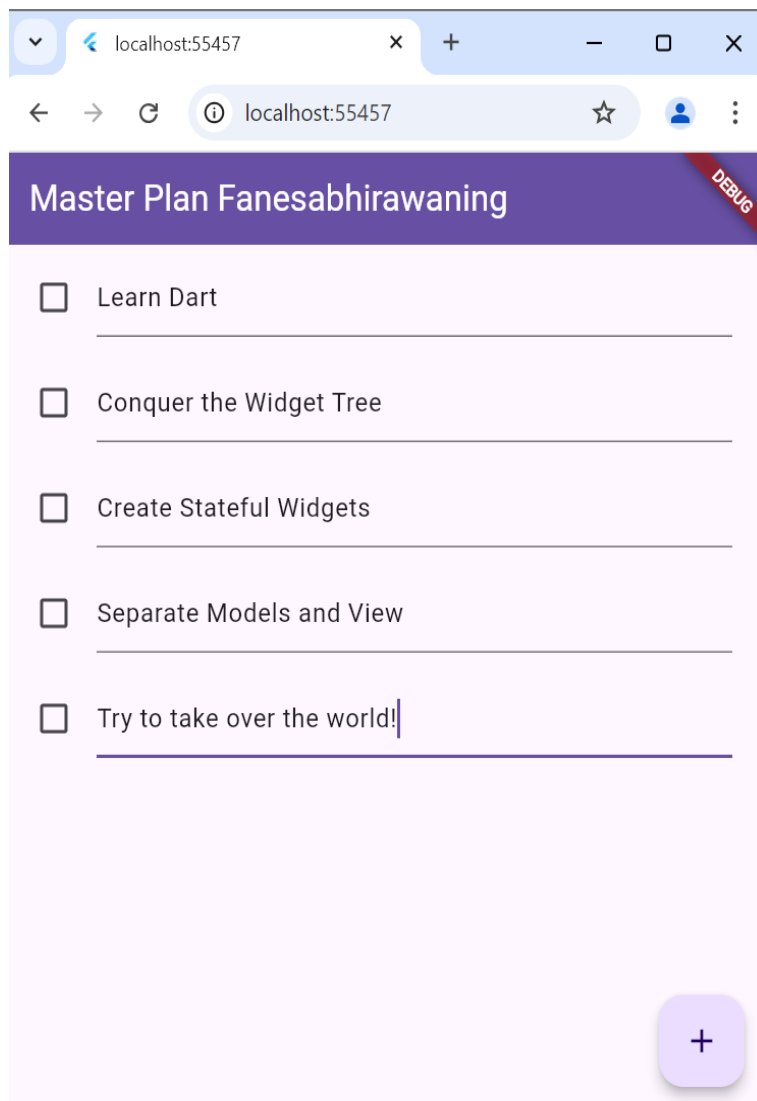 localhost:55457
localhost:55457
Master Plan Fanesabhirawaning
DEBUG
Learn Dart
Conquer the Widget Tree
Create Stateful Widgets
Separate Models and View
Try to take over the world!